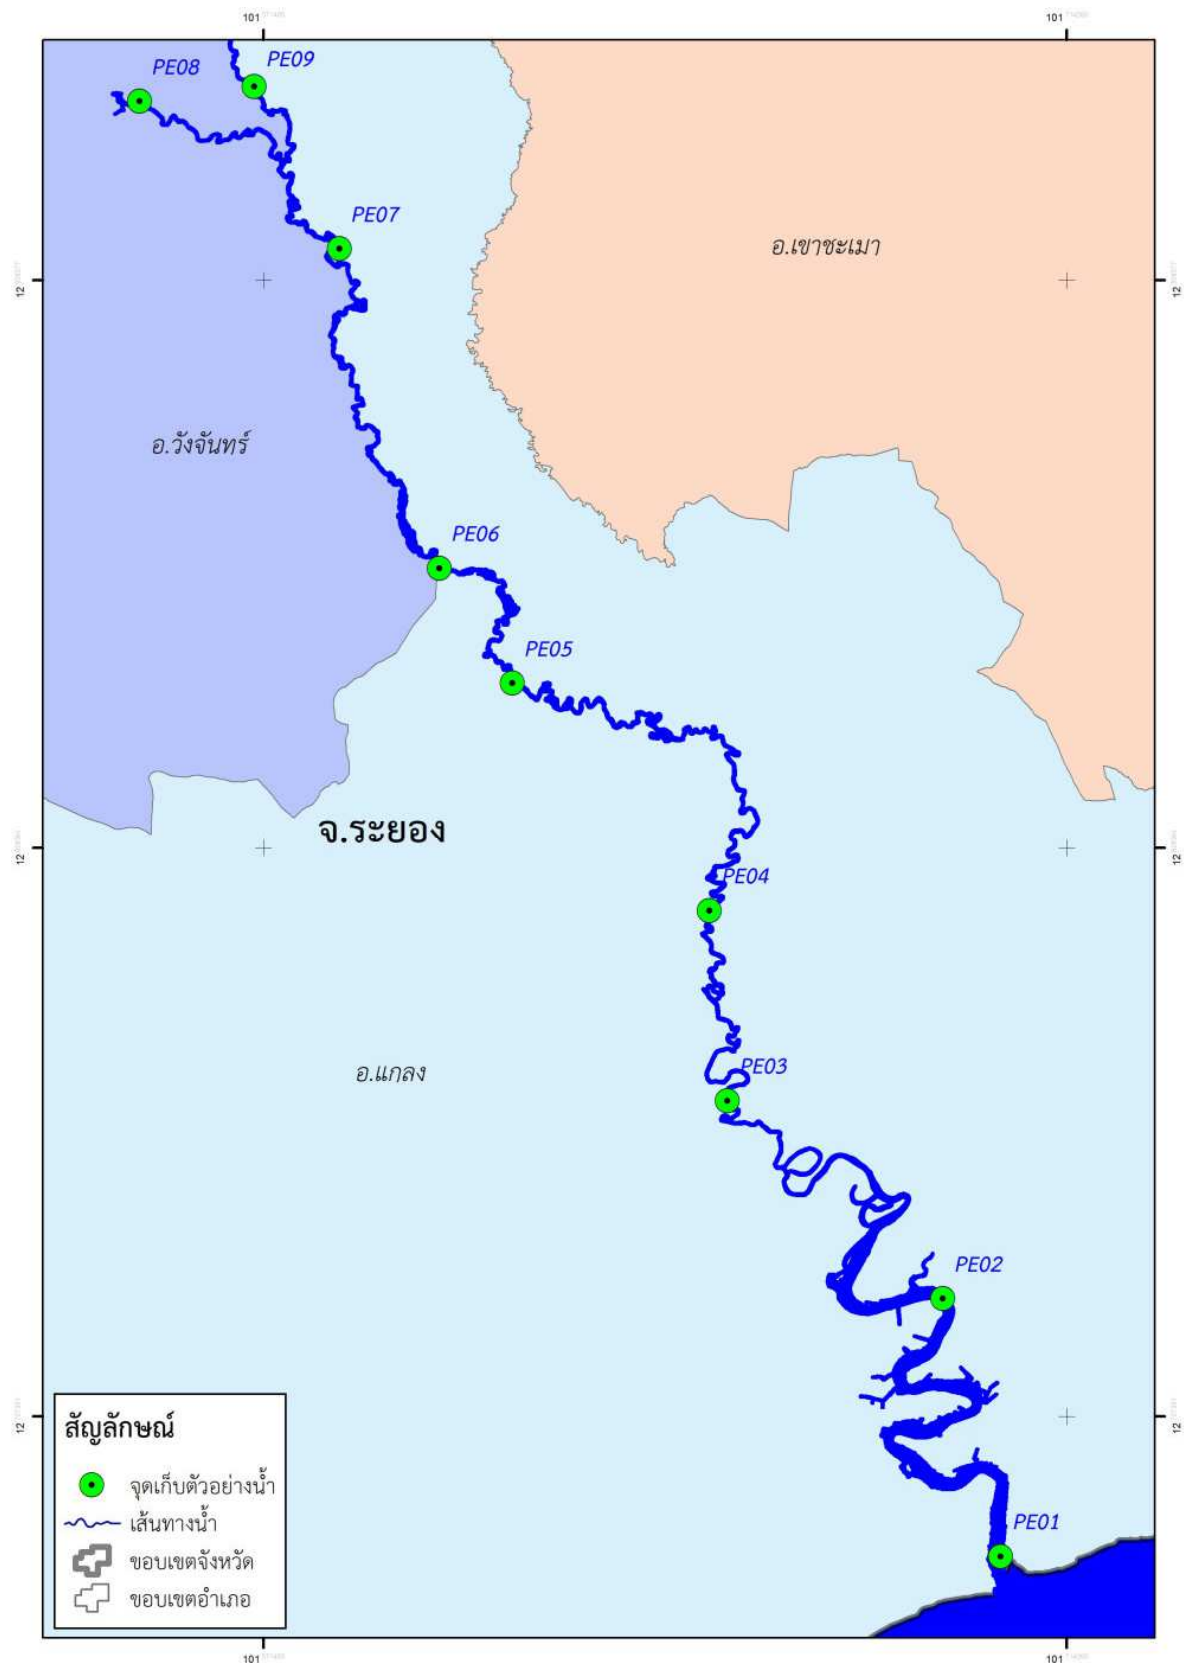 101
101
PE09
PE08
PE07
อ.เขาชะเมา
12
12
อ.วังจันทร์
PE06
PE05
จ.ระยอง
12
12
PE04
PE03
อ.แกลง
PE02
สัญลักษณ์
12
12
จุดเก็บตัวอย่างน้ำ
เส้นทางน้ำ
PE01
ขอบเขตจังหวัด
ขอบเขตอำเภอ
101
101